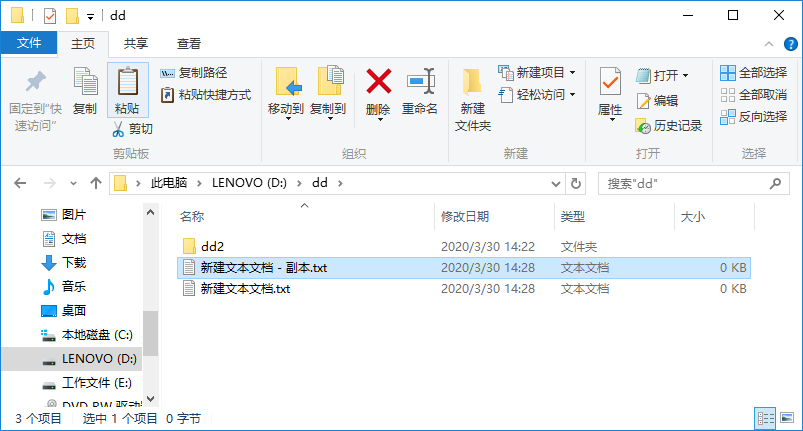 dd
文件 主页 共享 查看
固定到"快速访问"
复制
粘贴
复制路径
粘贴快捷方式
剪切
剪贴板
移动到
复制到
删除
重命名
组织
新建文件夹
新建项目
轻松访问
新建
属性
打开
编辑
历史记录
打开
全部选择
全部取消
反向选择
选择
此电脑 LENOVO (D:) dd
搜索"dd"
名称 修改日期 类型 大小
dd2 2020/3/30 14:22 文件夹
新建文本文档 - 副本.txt 2020/3/30 14:28 文本文档 0 KB
新建文本文档.txt 2020/3/30 14:28 文本文档 0 KB
图片
文档
下载
音乐
桌面
本地磁盘 (C:)
LENOVO (D:)
工作文件 (E:)
DVD RW 驱动
3 个项目 选中 1 个项目 0 字节